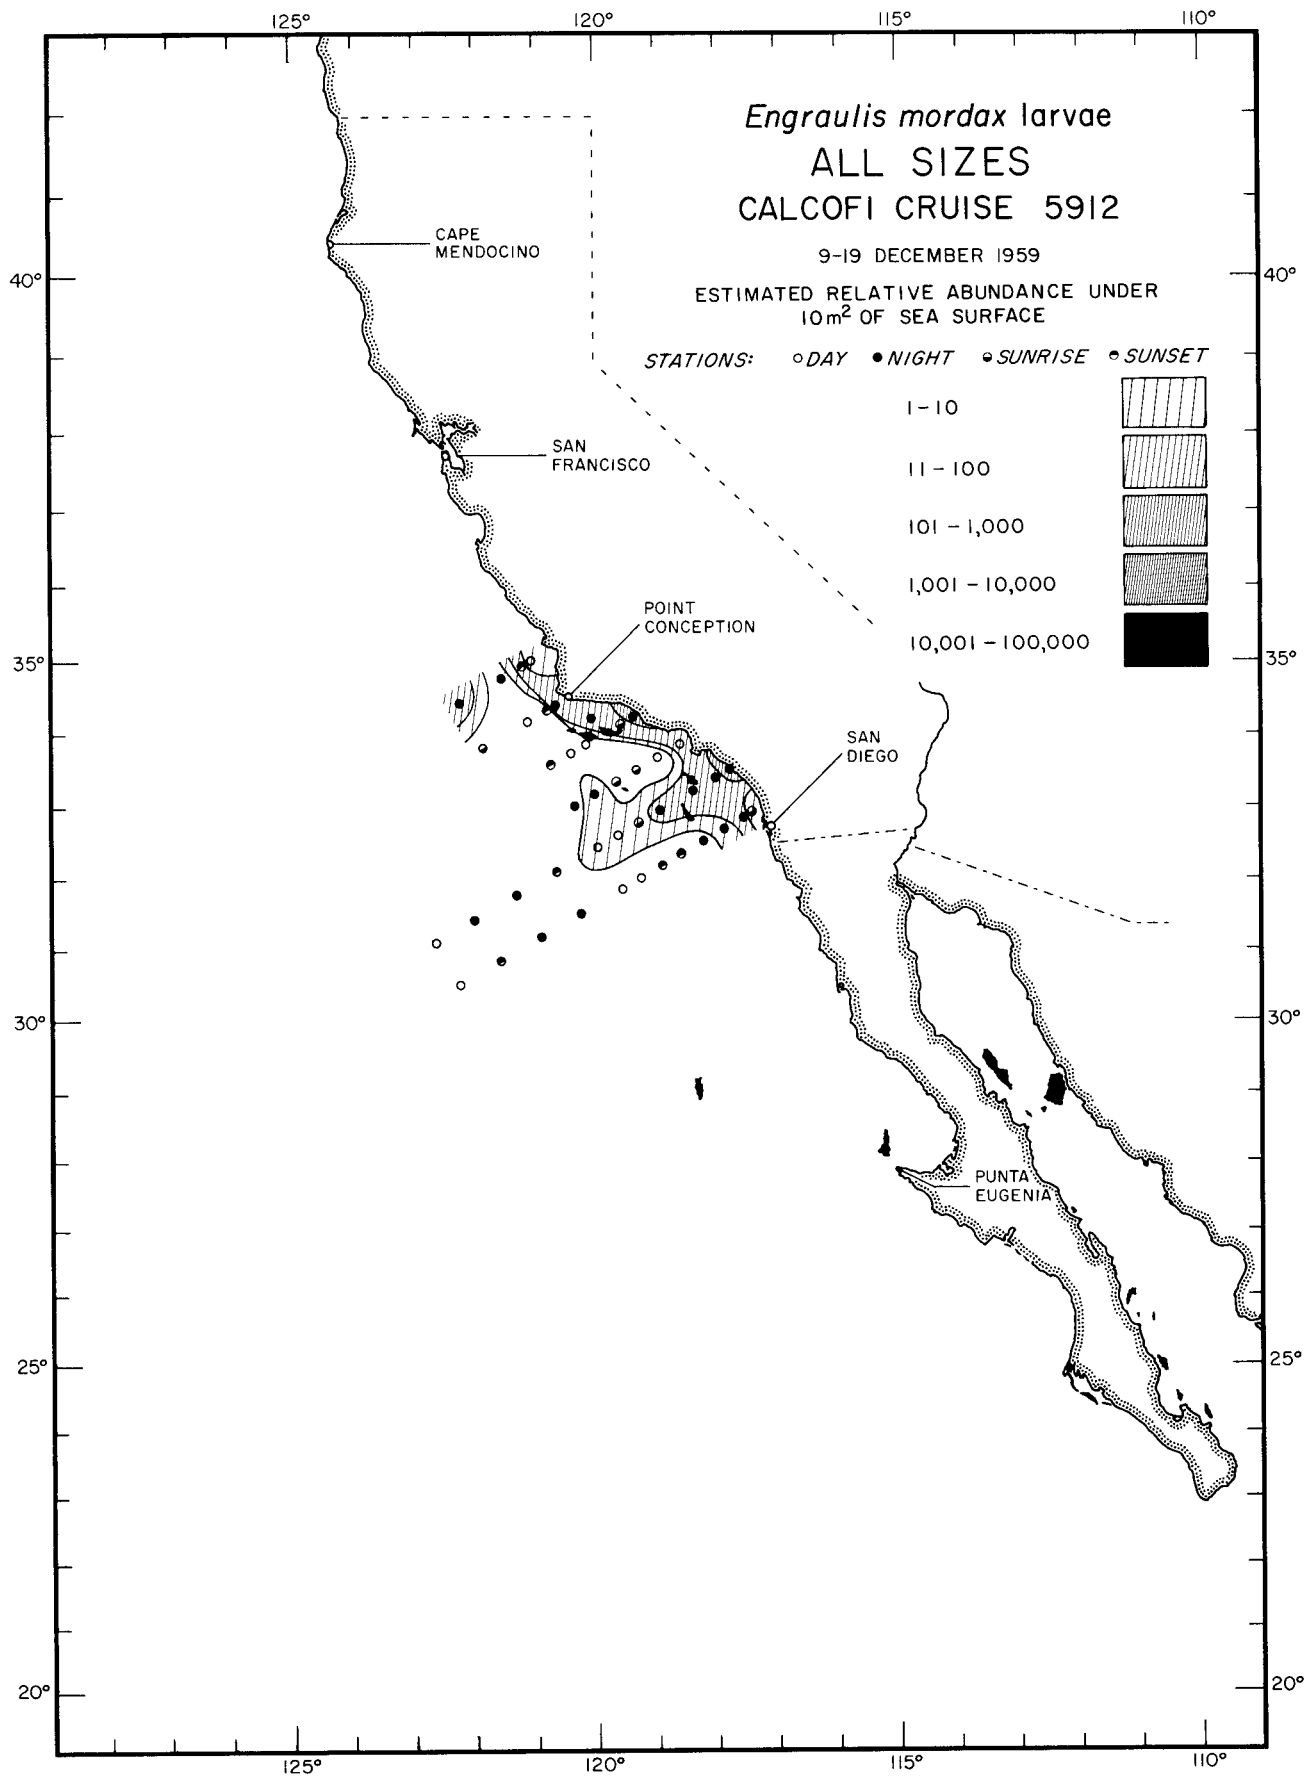 125° 120° 115° 110°
Engraulis mordax larvae
ALL SIZES
CALCOFI CRUISE 5912
9-19 DECEMBER 1959
ESTIMATED RELATIVE ABUNDANCE UNDER
10m² OF SEA SURFACE
STATIONS: DAY NIGHT SUNRISE SUNSET
1-10
11-100
101-1,000
1,001-10,000
10,001-100,000
CAPE
MENDOCINO
40° 40°
SAN
FRANCISCO
POINT
CONCEPTION
35° 35°
SAN
DIEGO
30° 30°
PUNTA
EUGENIA
25° 25°
20° 20°
125° 120° 115° 110°